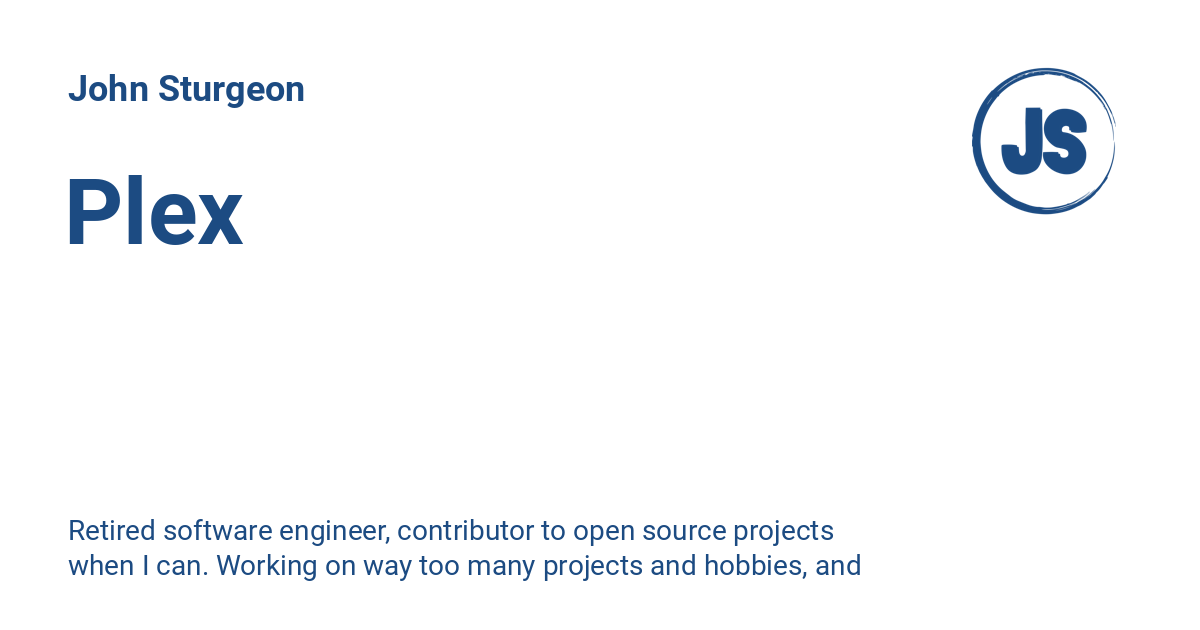 John Sturgeon
JS
Plex
Retired software engineer, contributor to open source projects
when I can. Working on way too many projects and hobbies, and